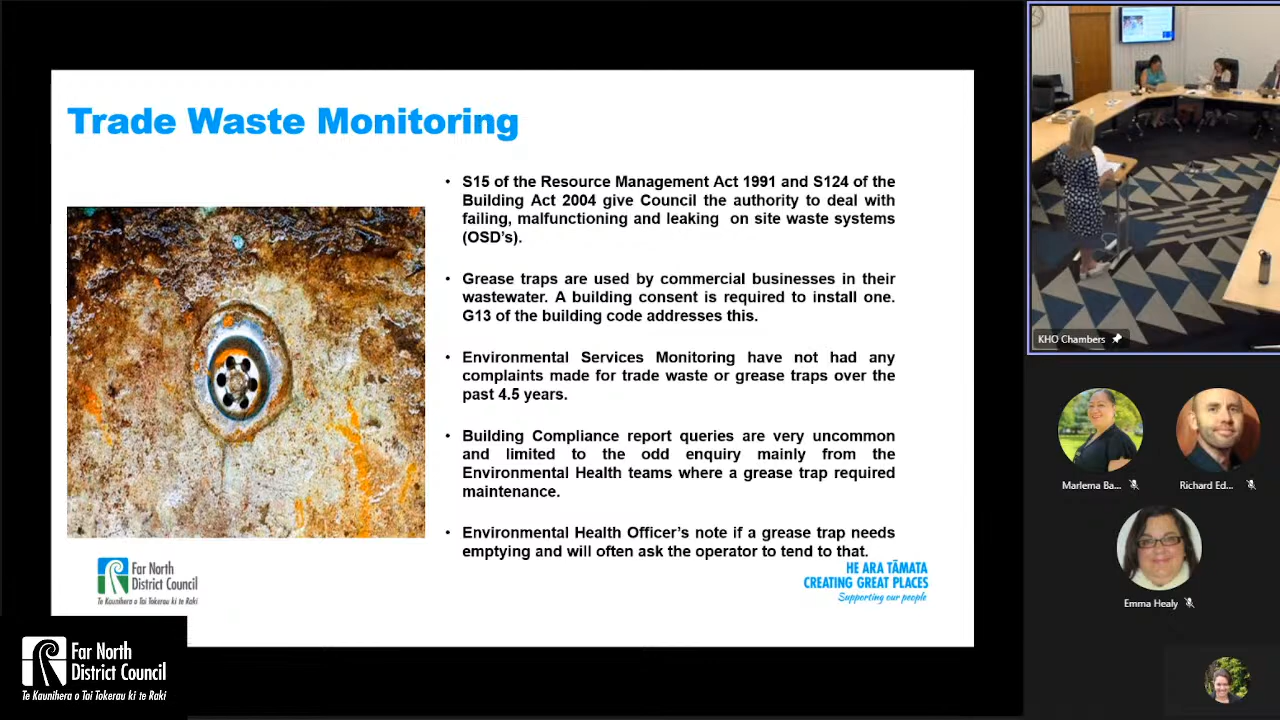 Trade Waste Monitoring
• S15 of the Resource Management Act 1991 and S124 of the
Building Act 2004 give Council the authority to deal with
failing, malfunctioning and leaking on site waste systems
(OSD's).
• Grease traps are used by commercial businesses in their
wastewater. A building consent is required to install one.
G13 of the building code addresses this.
• Environmental Services Monitoring have not had any
complaints made for trade waste or grease traps over the
past 4.5 years.
• Building Compliance report queries are very uncommon
and limited to the odd enquiry mainly from the
Environmental Health teams where a grease trap required
maintenance.
• Environmental Health Officer's note if a grease trap needs
emptying and will often ask the operator to tend to that.
Far North
District Council
Te Kaunihera o Tai Tokerau ki te Raki
HE ARA TĀMATA
CREATING GREAT PLACES
Supporting our people
Far North
District Council
Te Kaunihera o Tai Tokerau ki te Raki
KHO Chambers
Marlema Ba...
Richard Ed...
Emma Healy